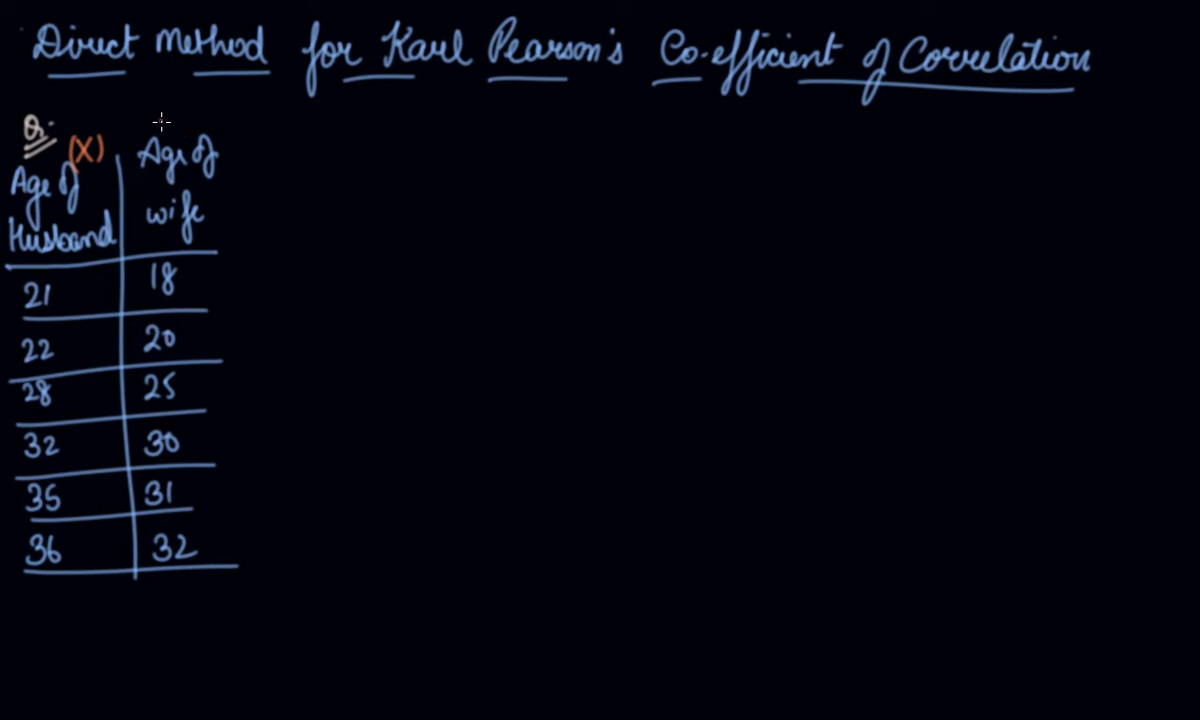 Direct Method for Karl Pearson's Co-efficient of Correlation
Q.
(X)
Age of Husband | Age of wife
21 | 18
22 | 20
28 | 25
32 | 30
35 | 31
36 | 32